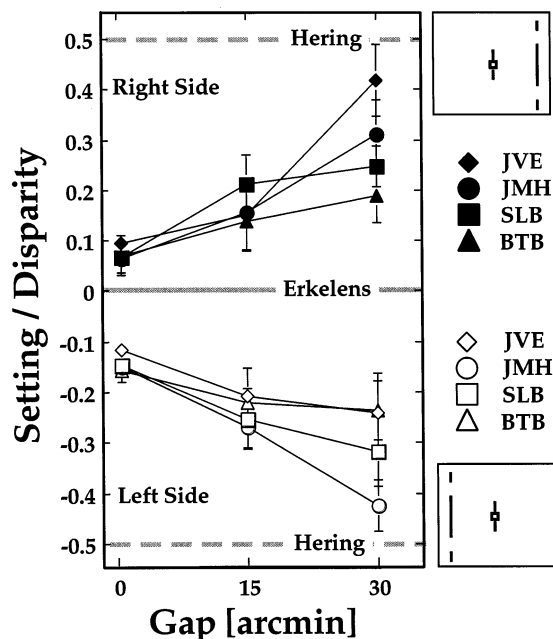 0.5
Hering
Right Side
0.4
0.3
0.2
0.1
0
Erkelens
-0.1
-0.2
-0.3
-0.4
Left Side
-0.5
Hering
Setting / Disparity
0 15 30
Gap [arcmin]
JVE
JMH
SLB
BTB
JVE
JMH
SLB
BTB